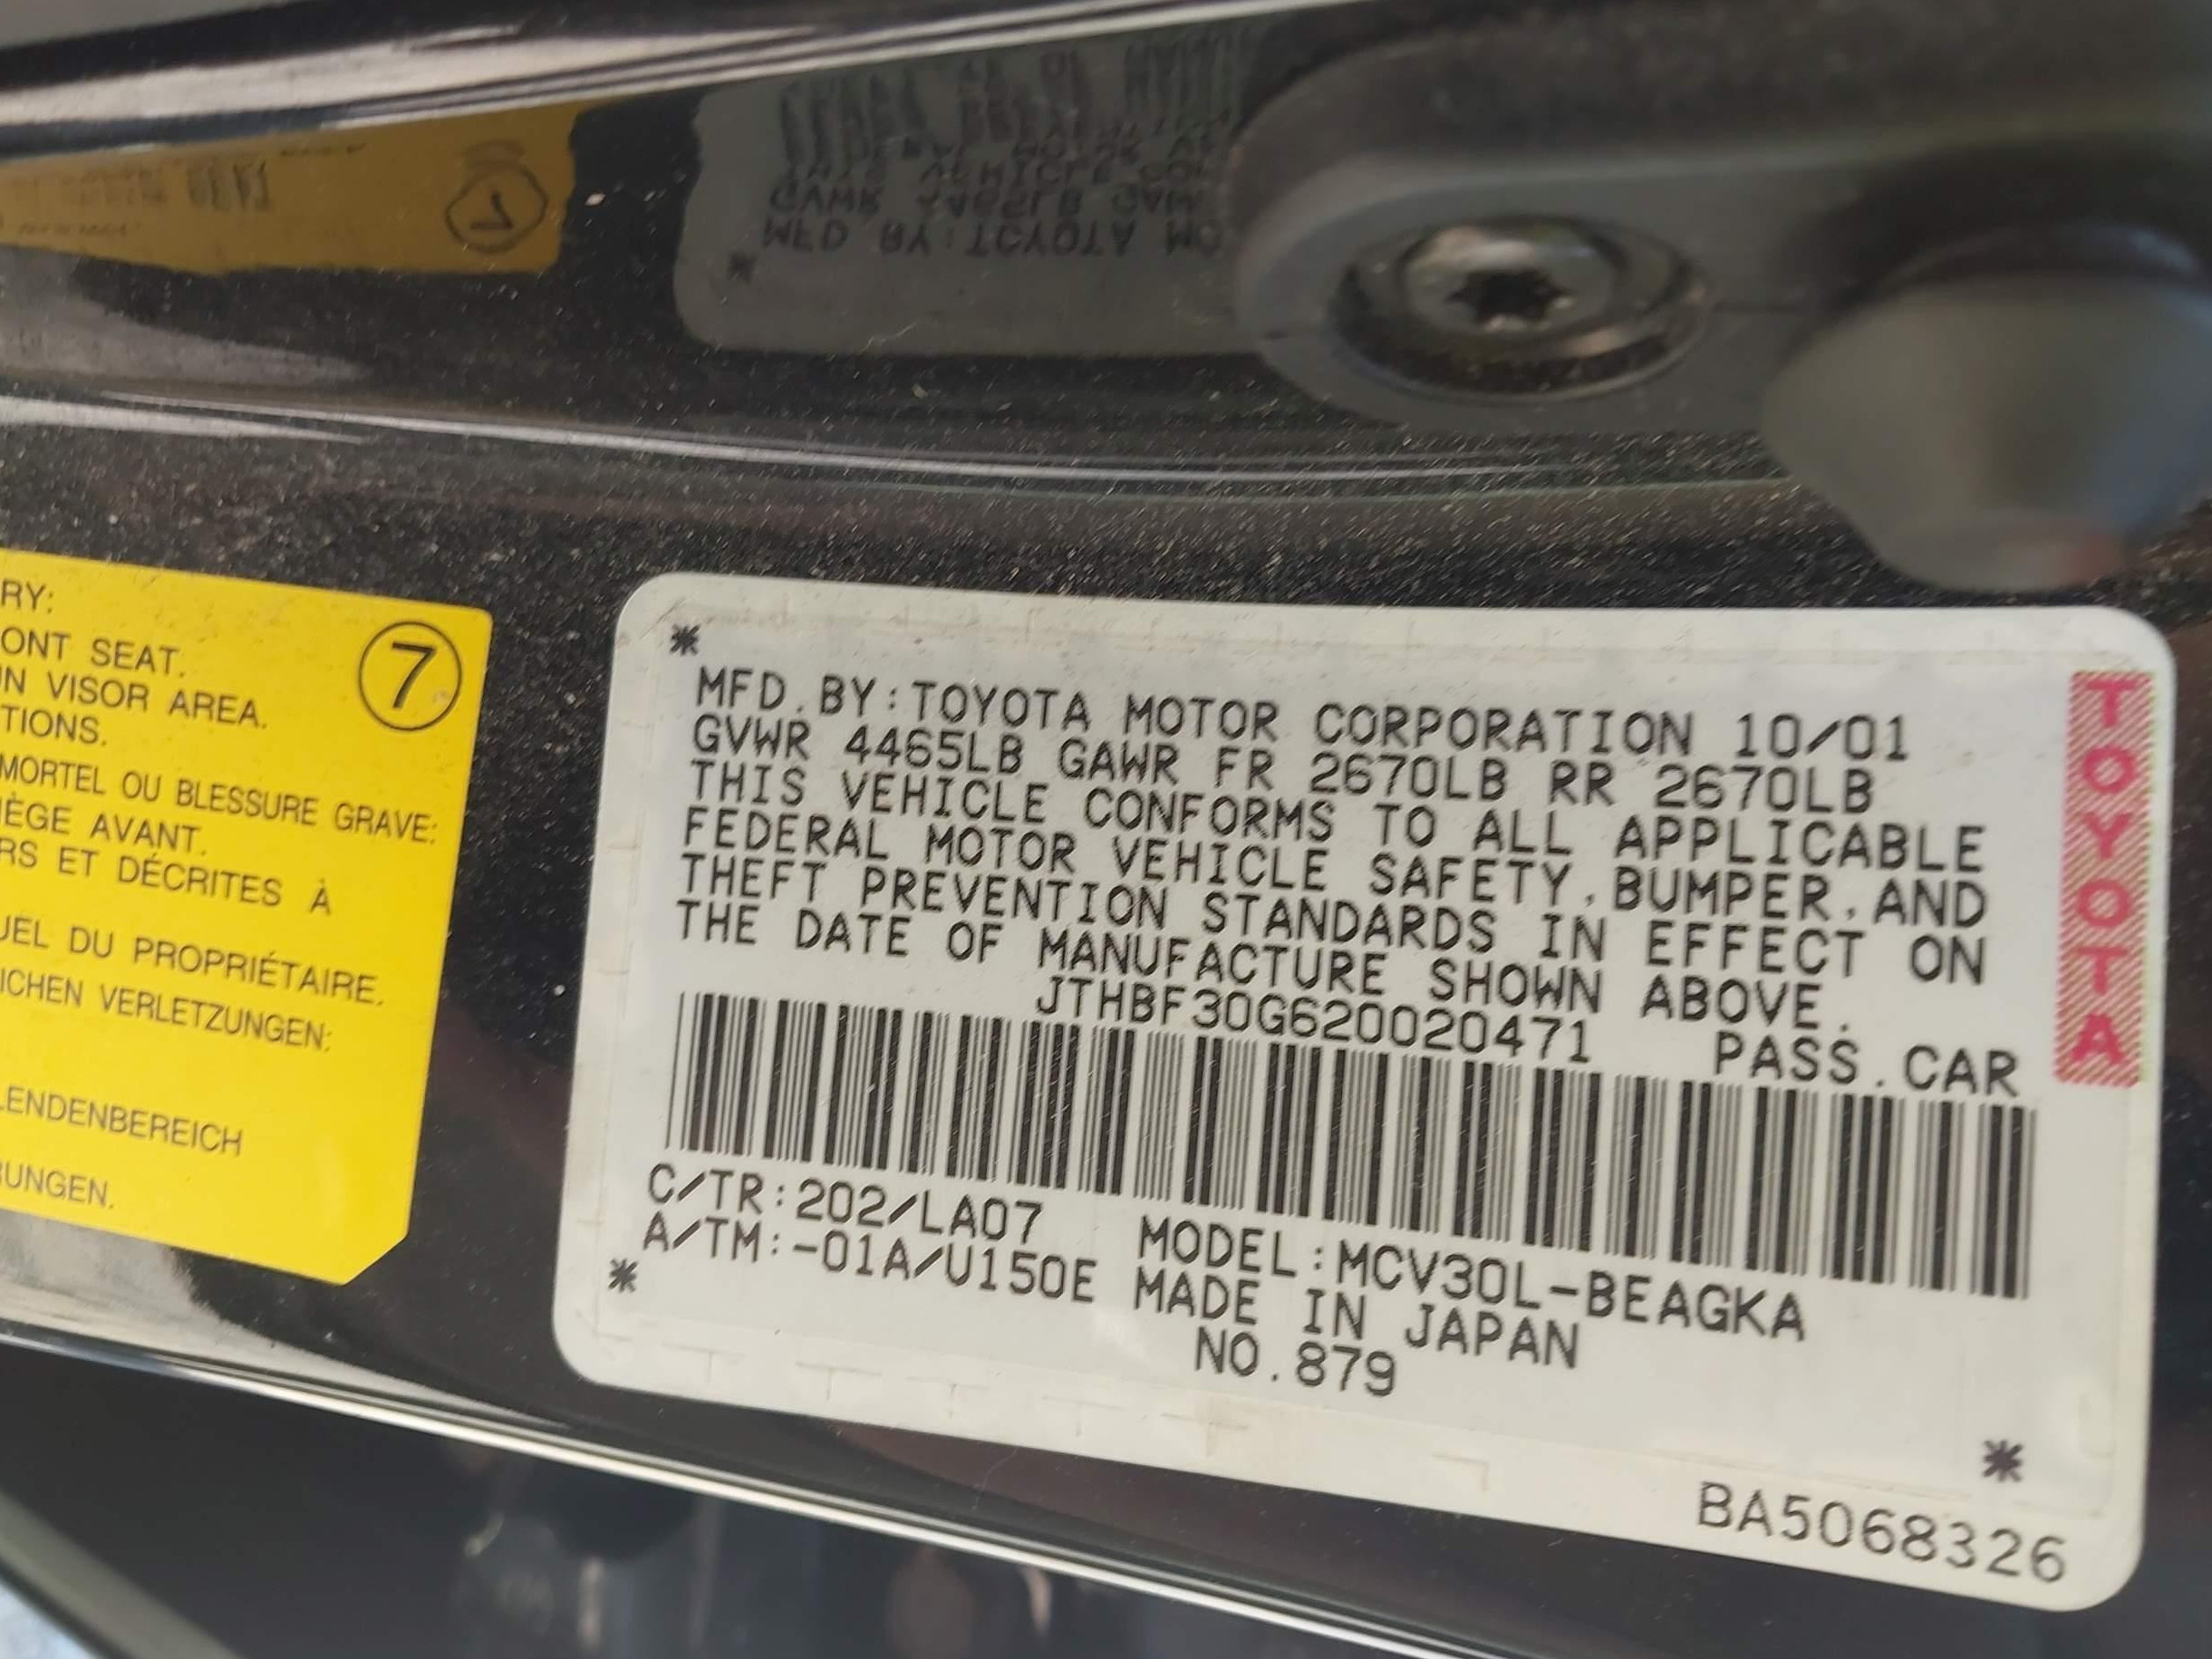 RY:
7
ONT SEAT.
UN VISOR AREA.
TIONS.
MORTEL OU BLESSURE GRAVE:
IÈGE AVANT.
RS ET DÉCRITES À
UEL DU PROPRIÉTAIRE.
ICHEN VERLETZUNGEN:
LENDENBEREICH
RUNGEN.
*
MFD.BY:TOYOTA MOTOR CORPORATION 10/01
GVWR 4465LB GAWR FR 2670LB RR 2670LB
THIS VEHICLE CONFORMS TO ALL APPLICABLE
FEDERAL MOTOR VEHICLE SAFETY,BUMPER,AND
THEFT PREVENTION STANDARDS IN EFFECT ON
THE DATE OF MANUFACTURE SHOWN ABOVE.
JTHBF30G620020471 PASS.CAR
C/TR:202/LA07 MODEL:MCV30L-BEAGKA
A/TM:-01A/U150E MADE IN JAPAN
* NO.879
*
BA5068326
TOYOTA